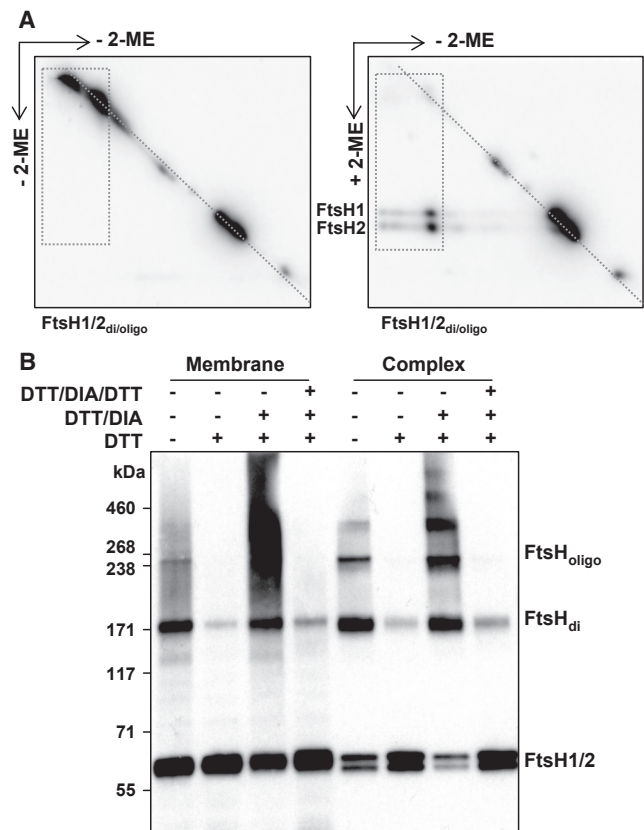 A
- 2-ME
- 2-ME
FtsH1/2di/oligo
- 2-ME
+ 2-ME
FtsH1
FtsH2
FtsH1/2di/oligo
B
Membrane Complex
DTT/DIA/DTT - - - + - - - +
DTT/DIA - - + + - - + +
DTT - + + + - + + +
kDa
460
268
238
171
117
71
55
FtsHoligo
FtsHdi
FtsH1/2